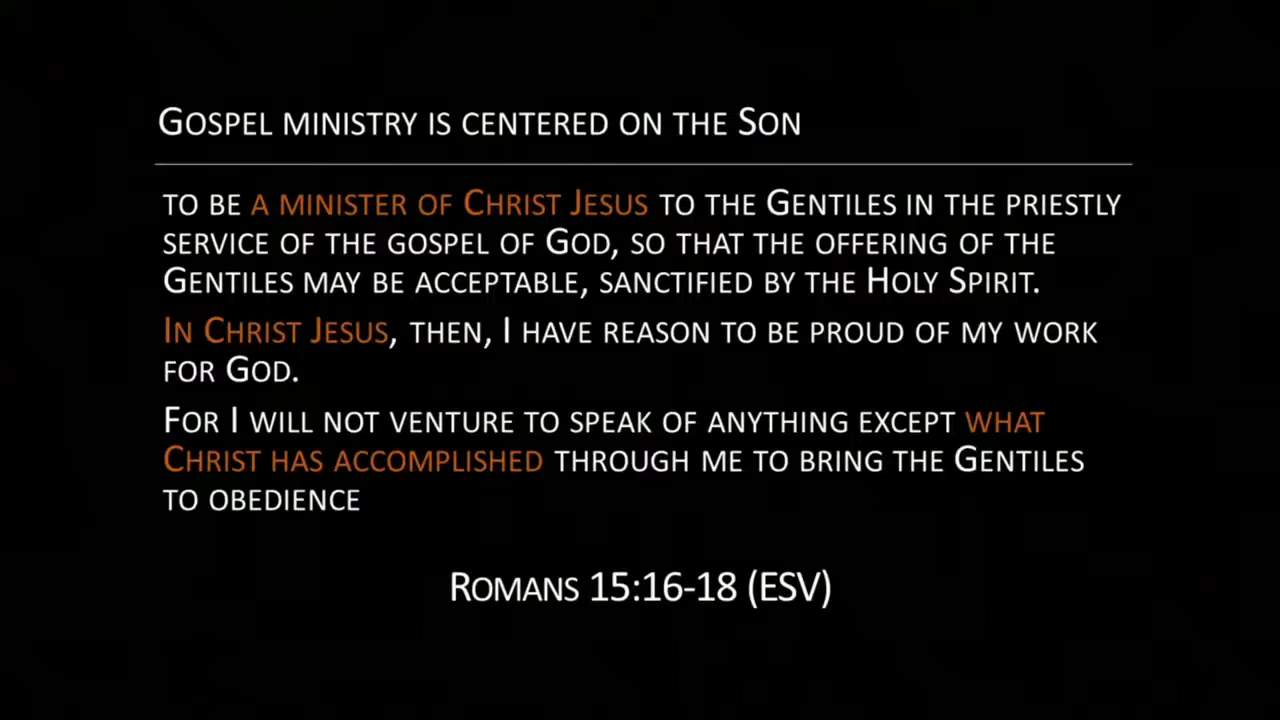 Gospel ministry is centered on the Son
to be a minister of Christ Jesus to the Gentiles in the priestly
service of the gospel of God, so that the offering of the
Gentiles may be acceptable, sanctified by the Holy Spirit.
In Christ Jesus, then, I have reason to be proud of my work
for God.
For I will not venture to speak of anything except what
Christ has accomplished through me to bring the Gentiles
to obedience
Romans 15:16-18 (ESV)